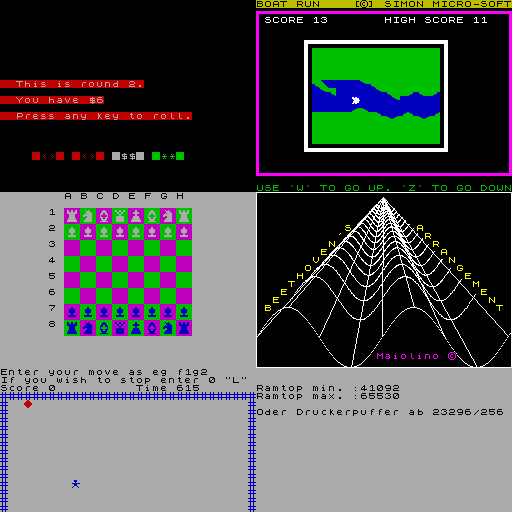 This is round 2.
You have $6
Press any key to roll.
<> <> $$ **
BOAT RUN [©] SIMON MICRO-SOFT
SCORE 13 HIGH SCORE 11
USE 'W' TO GO UP. 'Z' TO GO DOWN
A B C D E F G H
1
2
3
4
5
6
7
8
Enter your move as eg f1g2
If you wish to stop enter 0 "L"
BEETHOVEN'S ARRANGEMENT
Maiolino ©
Score 0 Time 615
Ramtop min. :41092
Ramtop max. :65530
Oder Druckerpuffer ab 23296/256